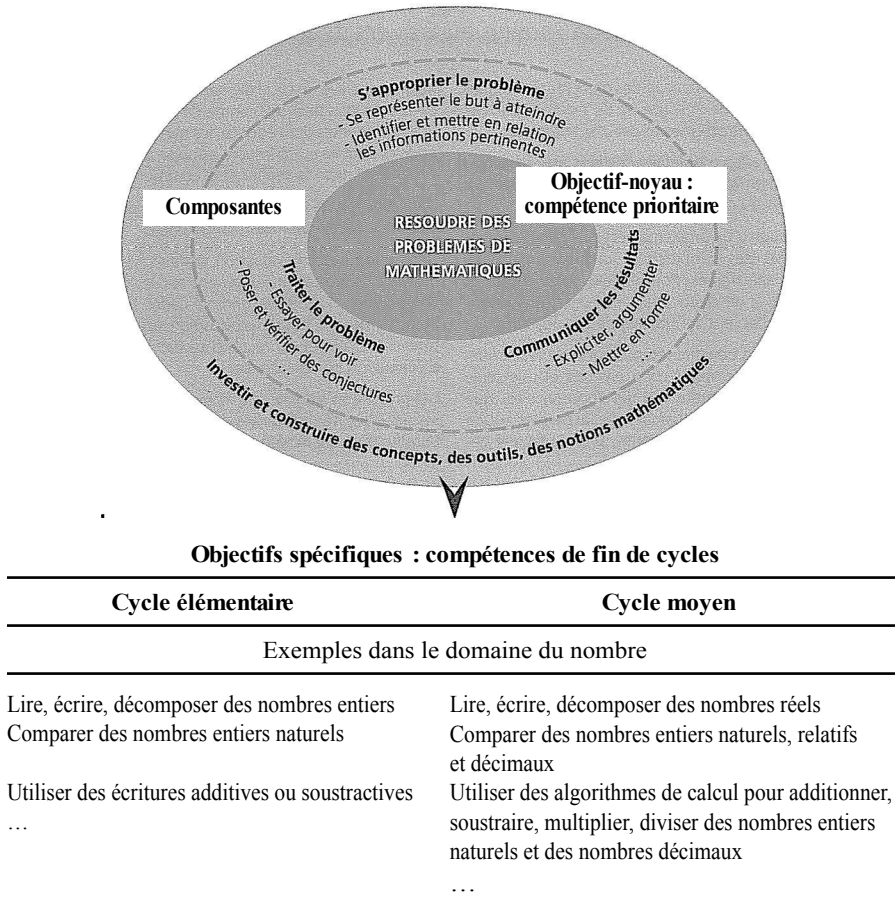 S'approprier le problème
- Se représenter le but à atteindre
- Identifier et mettre en relation
les informations pertinentes
Composantes
Objectif-noyau :
compétence prioritaire
RESOUDRE DES
PROBLÈMES DE
MATHEMATIQUES
Traiter le problème
- Essayer pour voir
- Poser et vérifier des conjectures
...
Communiquer les résultats
- Expliciter, argumenter
- Mettre en forme
...
Investir et construire des concepts, des outils, des notions mathématiques
Objectifs spécifiques : compétences de fin de cycles
Cycle élémentaire
Cycle moyen
Exemples dans le domaine du nombre
Lire, écrire, décomposer des nombres entiers
Comparer des nombres entiers naturels
Utiliser des écritures additives ou soustractives
…
Lire, écrire, décomposer des nombres réels
Comparer des nombres entiers naturels, relatifs
et décimaux
Utiliser des algorithmes de calcul pour additionner,
soustraire, multiplier, diviser des nombres entiers
naturels et des nombres décimaux
…